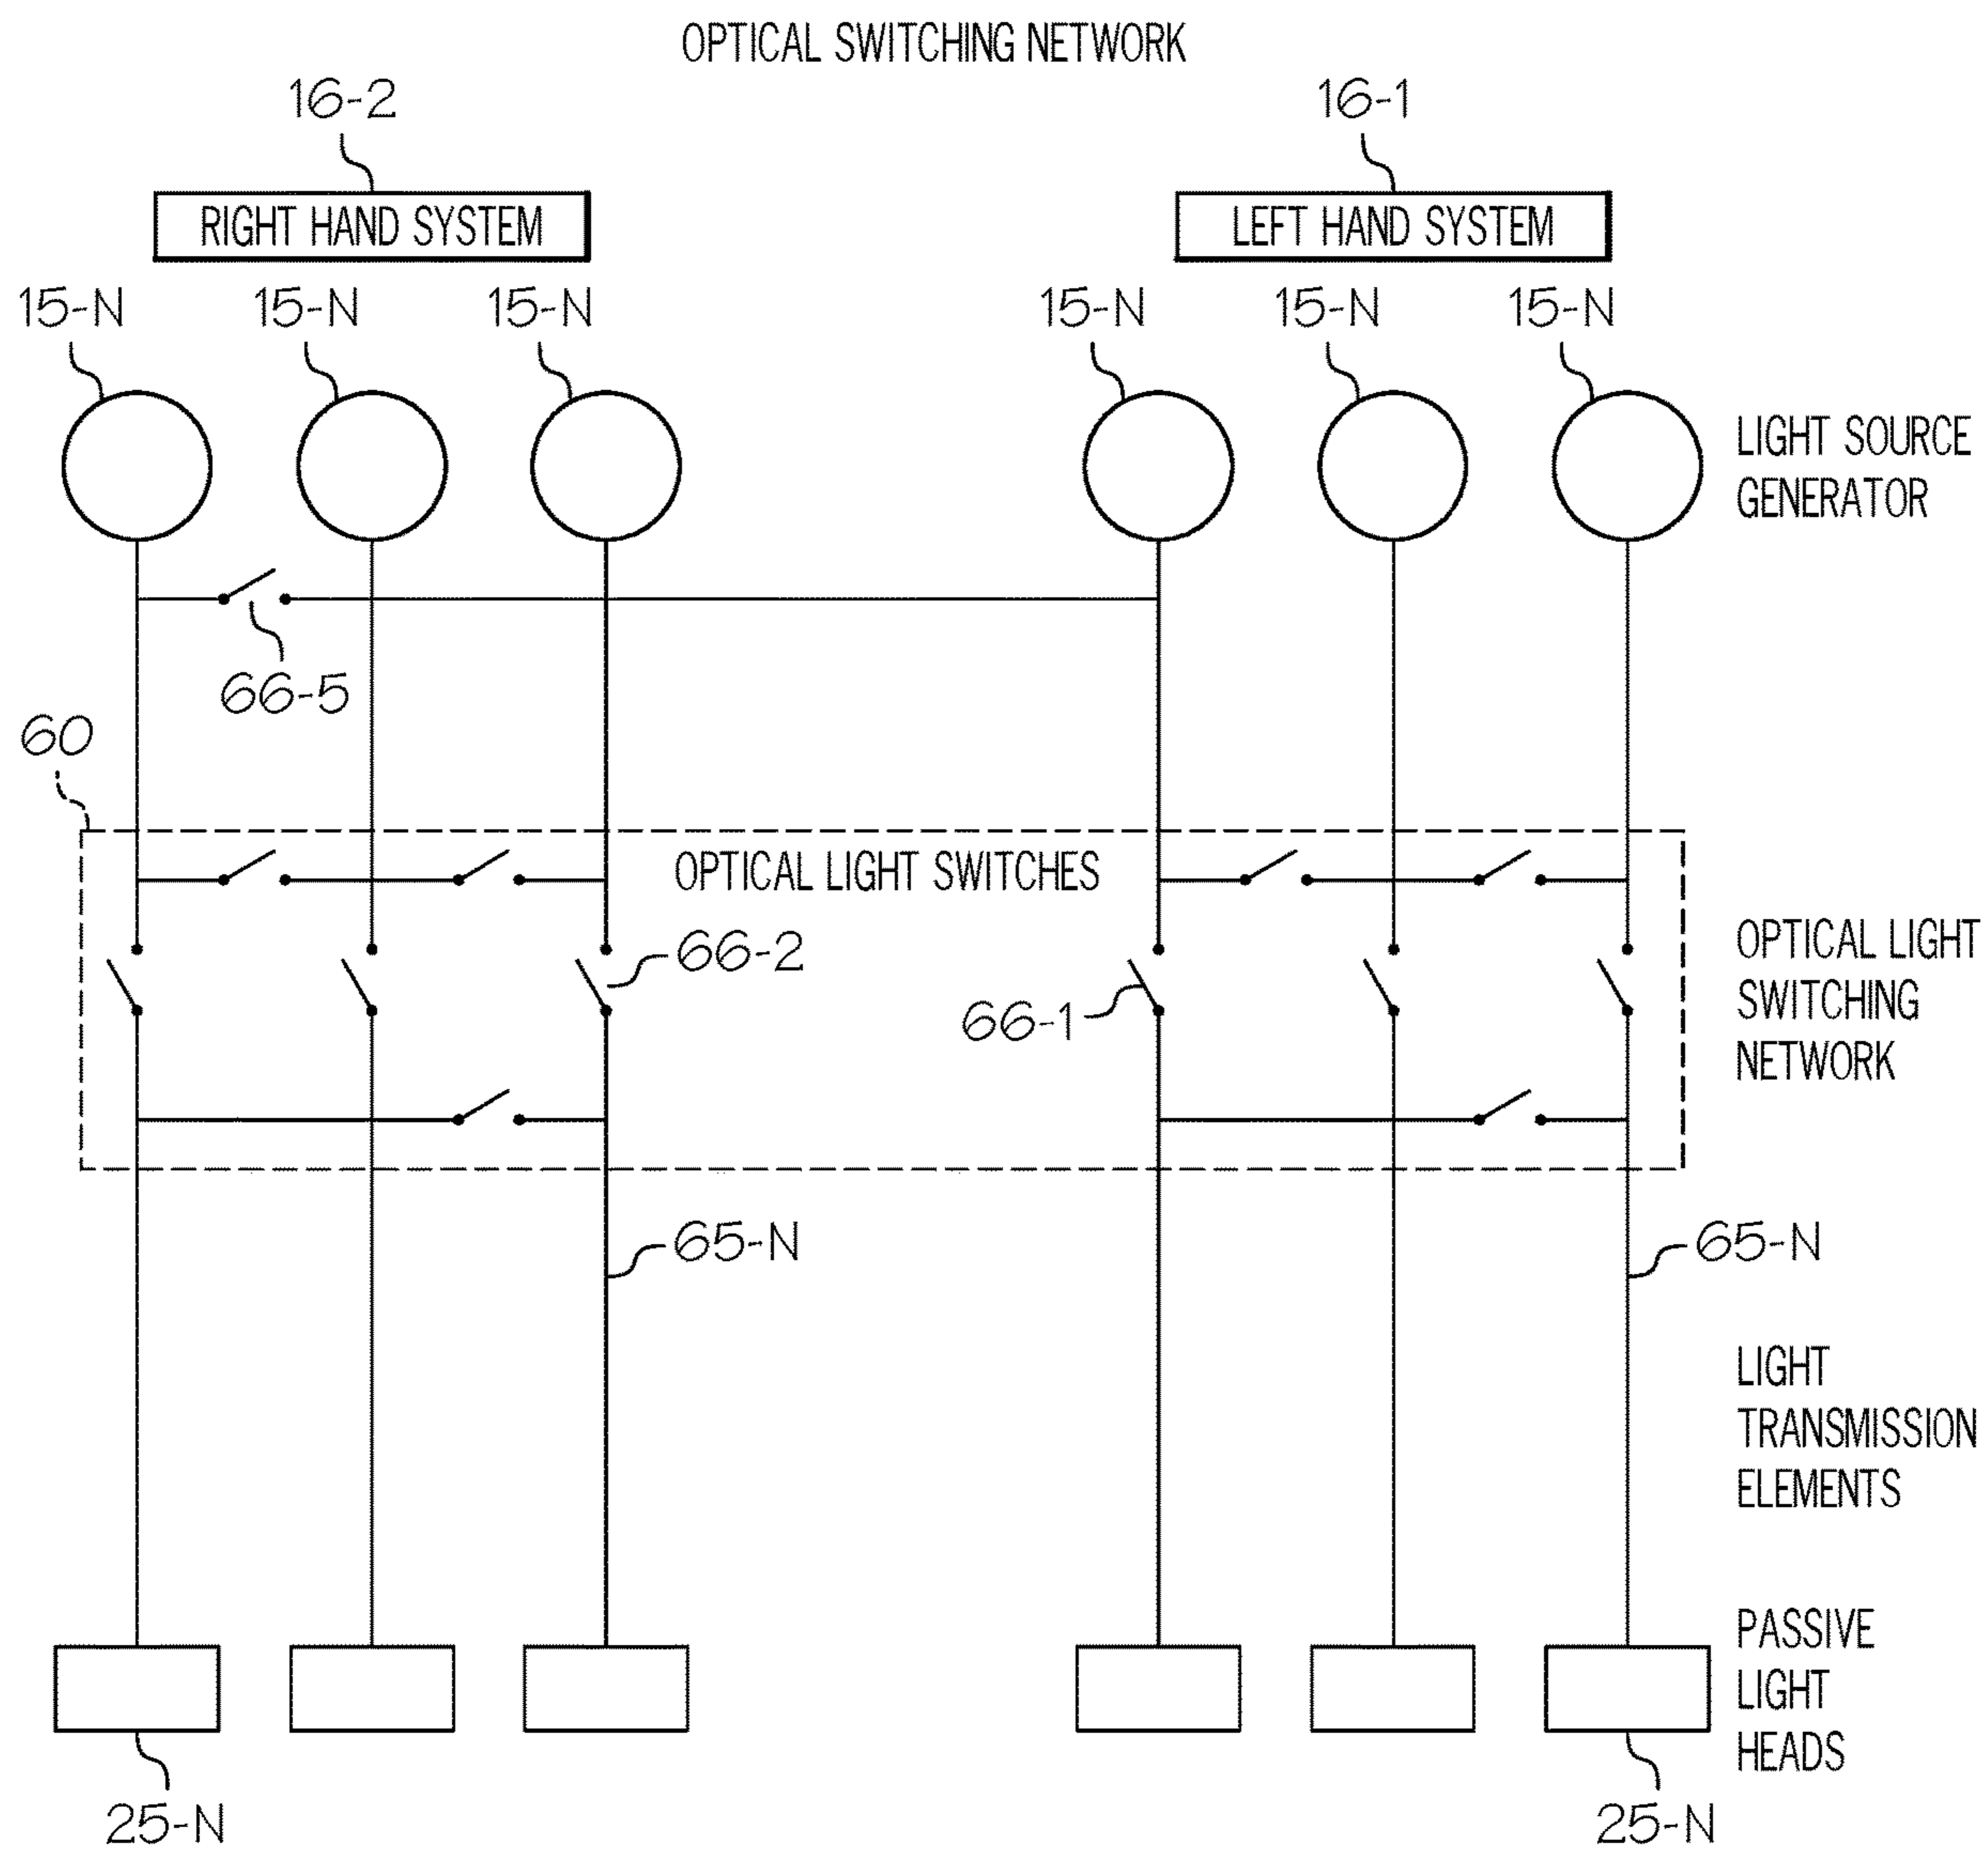 OPTICAL SWITCHING NETWORK
16-2
16-1
RIGHT HAND SYSTEM
LEFT HAND SYSTEM
15-N
15-N
15-N
15-N
15-N
15-N
LIGHT SOURCE
GENERATOR
66-5
60
OPTICAL LIGHT SWITCHES
66-2
66-1
OPTICAL LIGHT
SWITCHING
NETWORK
65-N
65-N
LIGHT
TRANSMISSION
ELEMENTS
PASSIVE
LIGHT
HEADS
25-N
25-N